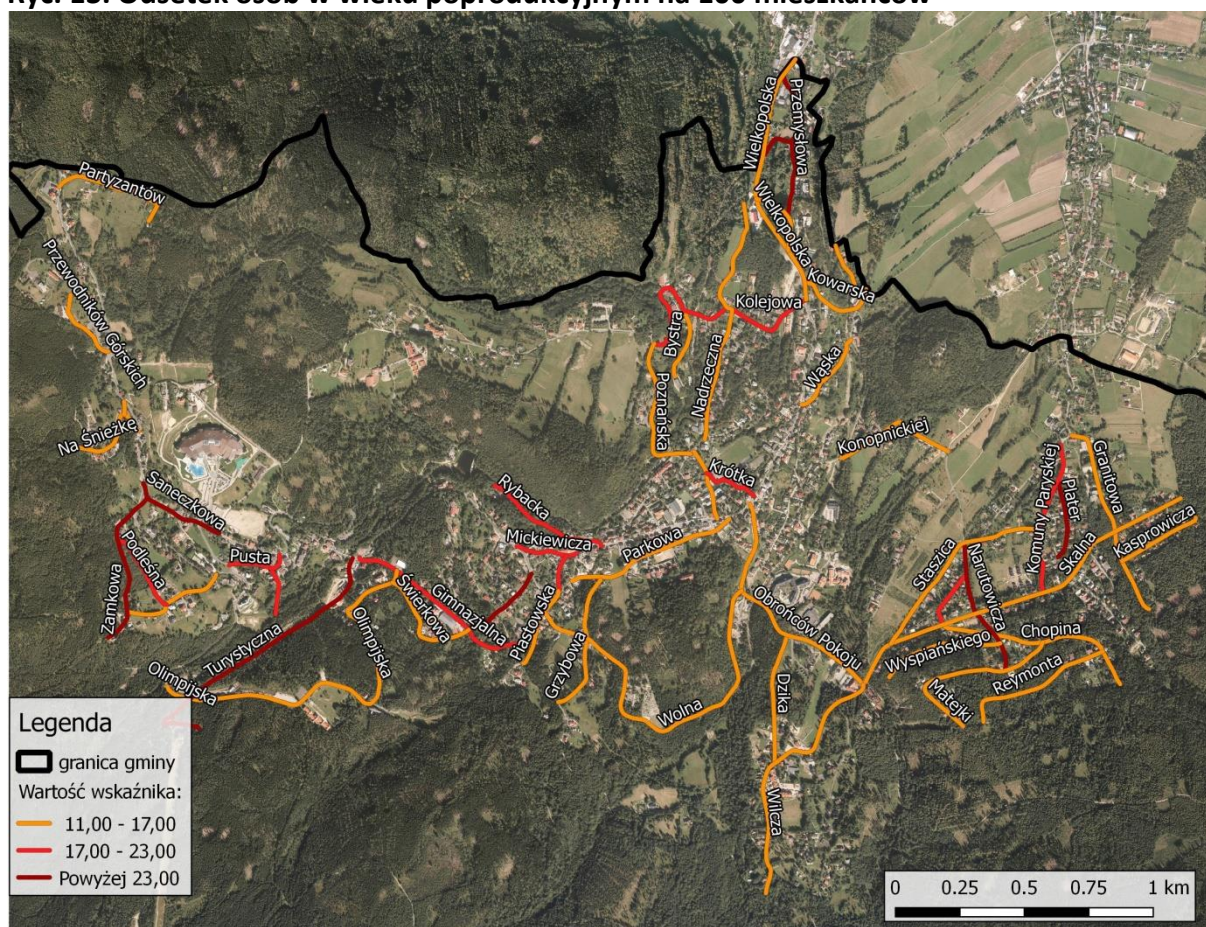 Ryc. 25. Odsetek osób w wieku poprodukcyjnym na 100 mieszkańców
Wielkopolska
Przemysłowa
Partyzantów
Wielkopolska
Kowarska
Przewodników Górskich
Kolejowa
Bystra
Nadrzeczna
Wąska
Poznańska
Na Śnieżkę
Konopnickiej
Granitowa
Komuny Paryskiej
Plater
Krótka
Saneczkowa
Rybacka
Mickiewicza
Parkowa
Kasprowicza
Skalna
Staszica
Narutowicza
Pusta
Podleśna
Zamkowa
Świerkowa
Gimnazjalna
Piastowska
Obrońców Pokoju
Olimpijska
Turystyczna
Grzybowa
Wyspiańskiego
Chopina
Reymonta
Matejki
Olimpijska
Wolna
Dzika
Wilcza
Legenda
granica gminy
Wartość wskaźnika:
11,00 - 17,00
17,00 - 23,00
Powyżej 23,00
0 0.25 0.5 0.75 1 km